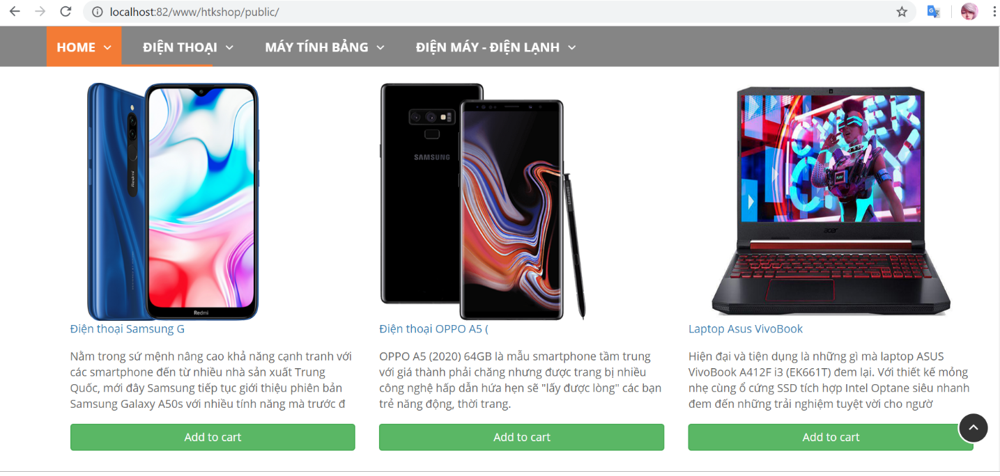 localhost:82/www/htkshop/public/
HOME ĐIỆN THOẠI MÁY TÍNH BẢNG ĐIỆN MÁY - ĐIỆN LẠNH
Redmi
Redmi
SAMSUNG
acer
Điện thoại Samsung G
Nằm trong sứ mệnh nâng cao khả năng cạnh tranh với
các smartphone đến từ nhiều nhà sản xuất Trung
Quốc, mới đây Samsung tiếp tục giới thiệu phiên bản
Samsung Galaxy A50s với nhiều tính năng mà trước đ
Add to cart
Điện thoại OPPO A5 (
OPPO A5 (2020) 64GB là mẫu smartphone tầm trung
với giá thành phải chăng nhưng được trang bị nhiều
công nghệ hấp dẫn hứa hẹn sẽ "lấy được lòng" các bạn
trẻ năng động, thời trang.
Add to cart
Laptop Asus VivoBook
Hiện đại và tiện dụng là những gì mà laptop ASUS
VivoBook A412F i3 (EK661T) đem lại. Với thiết kế mỏng
nhẹ cùng ổ cứng SSD tích hợp Intel Optane siêu nhanh
đem đến những trải nghiệm tuyệt vời cho ngườ
Add to cart